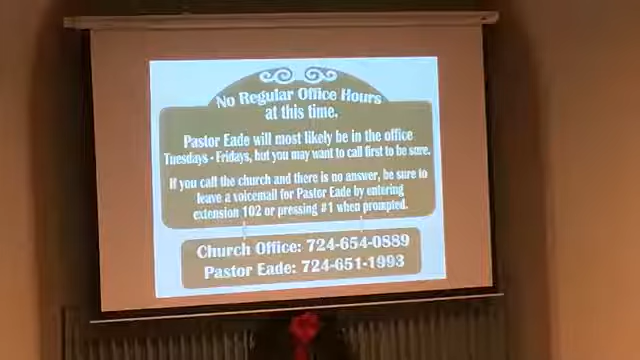 No Regular Office Hours
at this time.
Pastor Eade will most likely be in the office
Tuesdays - Fridays, but you may want to call first to be sure.
If you call the church and there is no answer, be sure to
leave a voicemail for Pastor Eade by entering
extension 102 or pressing #1 when prompted.
Church Office: 724-654-0889
Pastor Eade: 724-651-1993